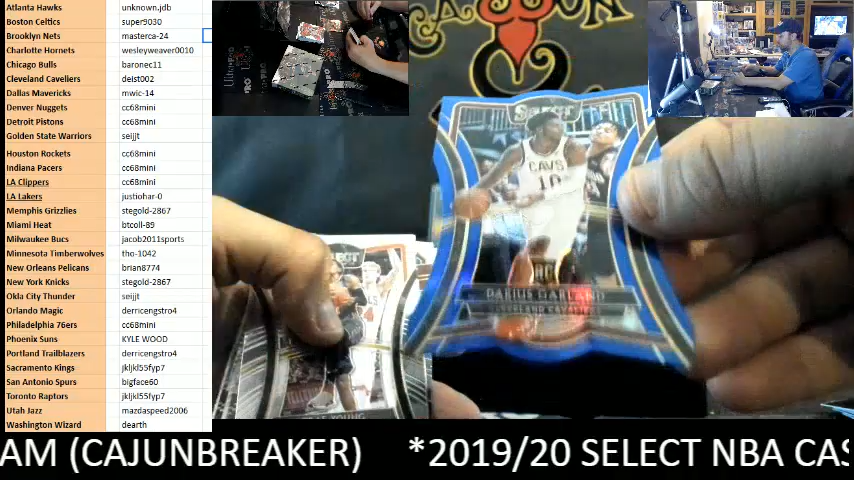 Atlanta Hawks unknown.jdb
Boston Celtics super9030
Brooklyn Nets masterca-24
Charlotte Hornets wesleyweaver0010
Chicago Bulls baronec11
Cleveland Cavaliers deist002
Dallas Mavericks mwic-14
Denver Nuggets cc68mini
Detroit Pistons cc68mini
Golden State Warriors seijjt
Houston Rockets cc68mini
Indiana Pacers cc68mini
LA Clippers cc68mini
LA Lakers justiohar-0
Memphis Grizzlies stegold-2867
Miami Heat btcoll-89
Milwaukee Bucs jacob2011sports
Minnesota Timberwolves tho-1042
New Orleans Pelicans brian8774
New York Knicks stegold-2867
Okla City Thunder seijjt
Orlando Magic derricengstro4
Philadelphia 76ers cc68mini
Phoenix Suns KYLE WOOD
Portland Trailblazers derricengstro4
Sacramento Kings jkljkl55fyp7
San Antonio Spurs bigface60
Toronto Raptors jkljkl55fyp7
Utah Jazz mazdaspeed2006
Washington Wizard dearth
SELECT
CAVS
10
RC
DARIUS GARLAND
CLEVELAND CAVALIERS
YOUNG
AM (CAJUNBREAKER) *2019/20 SELECT NBA CAS